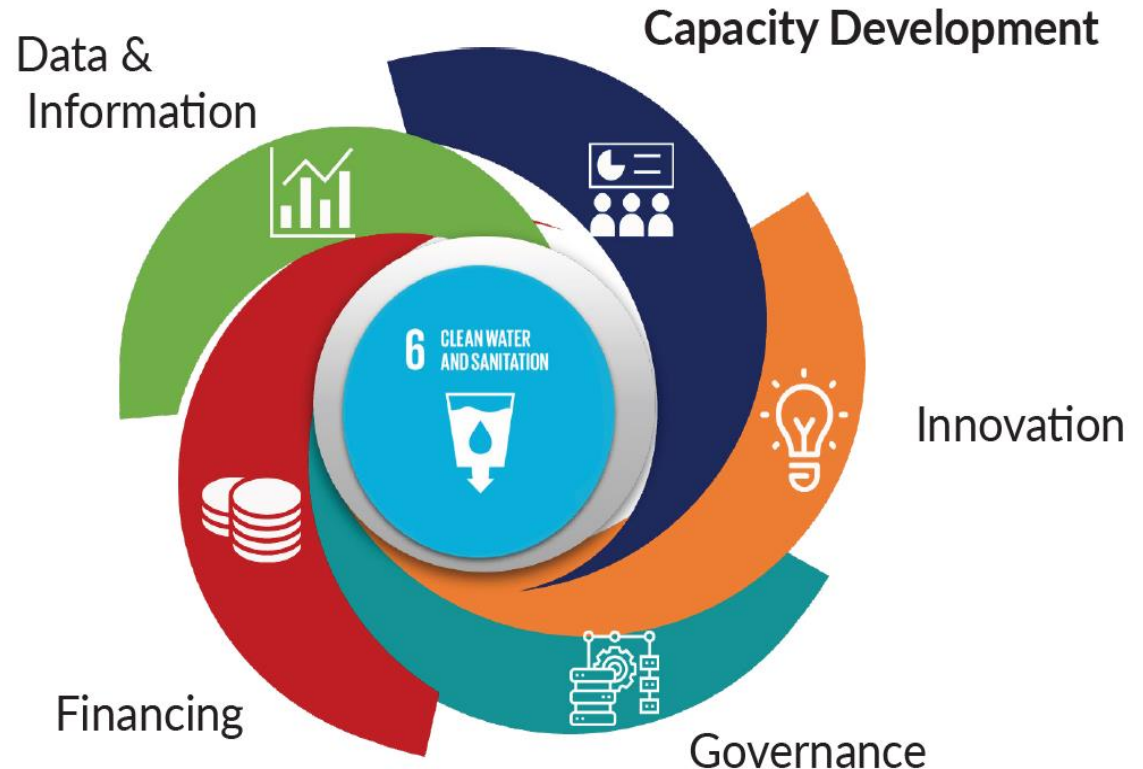 Capacity Development
Data &
Information
6 CLEAN WATER
AND SANITATION
Innovation
Financing
Governance